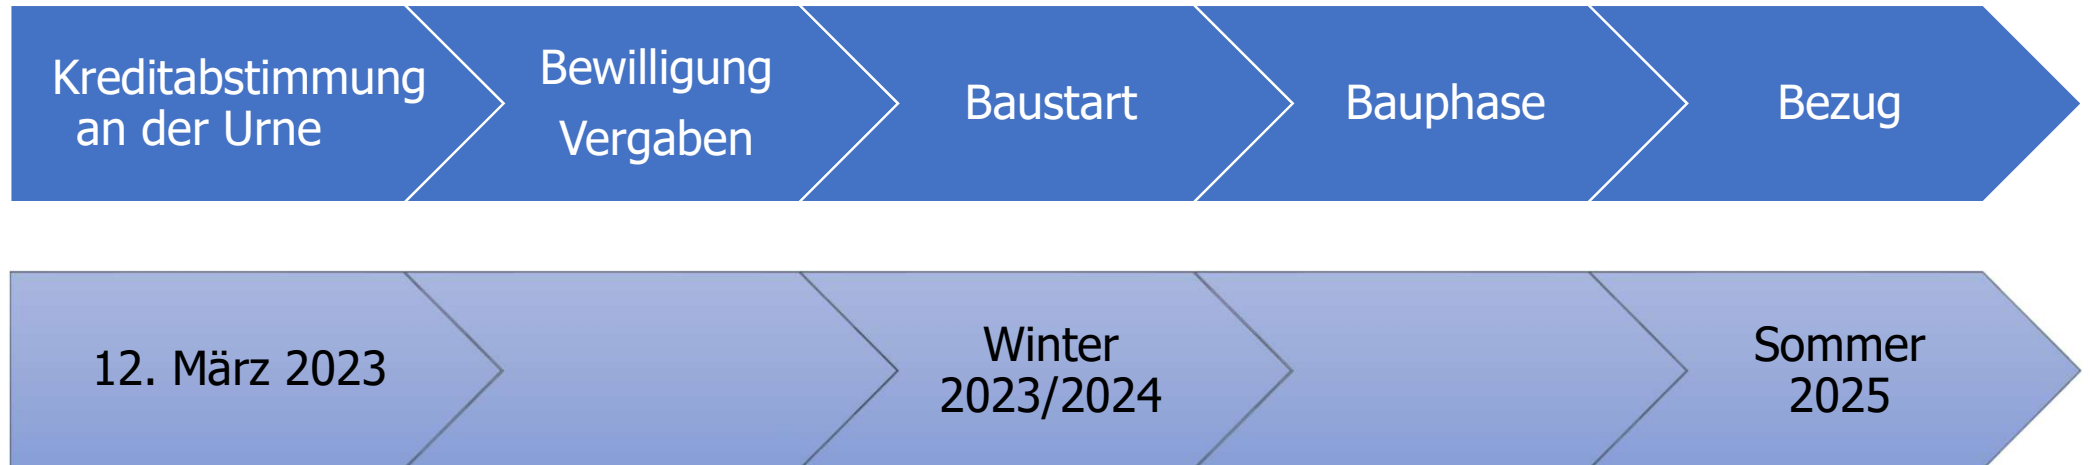 Kreditabstimmung
an der Urne
Bewilligung
Vergaben
Baustart
Bauphase
Bezug
12. März 2023
Winter
2023/2024
Sommer
2025